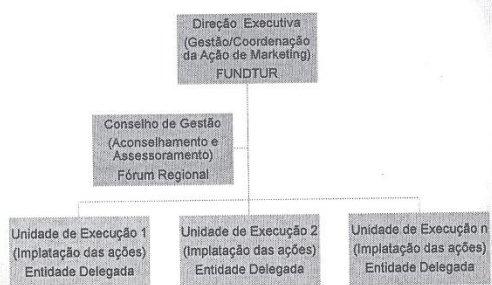 Direção Executiva
(Gestão/Coordenação
da Ação de Marketing)
FUNDTUR
Conselho de Gestão
(Aconselhamento e
Assessoramento)
Fórum Regional
Unidade de Execução 1
(Implatação das ações)
Entidade Delegada
Unidade de Execução 2
(Implatação das ações)
Entidade Delegada
Unidade de Execução n
(Implatação das ações)
Entidade Delegada